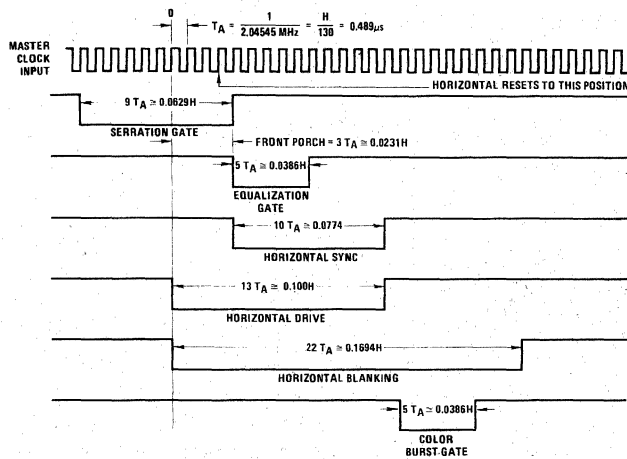 0
T_A = 1 / 2.04545 MHz = H / 130 = 0.489µs
MASTER
CLOCK
INPUT
HORIZONTAL RESETS TO THIS POSITION
9 T_A ≅ 0.0629H
SERRATION GATE
FRONT PORCH = 3 T_A ≅ 0.0231H
5 T_A ≅ 0.0386H
EQUALIZATION
GATE
10 T_A ≅ 0.0774
HORIZONTAL SYNC
13 T_A ≅ 0.100H
HORIZONTAL DRIVE
22 T_A ≅ 0.1694H
HORIZONTAL BLANKING
5 T_A ≅ 0.0386H
COLOR
BURST GATE